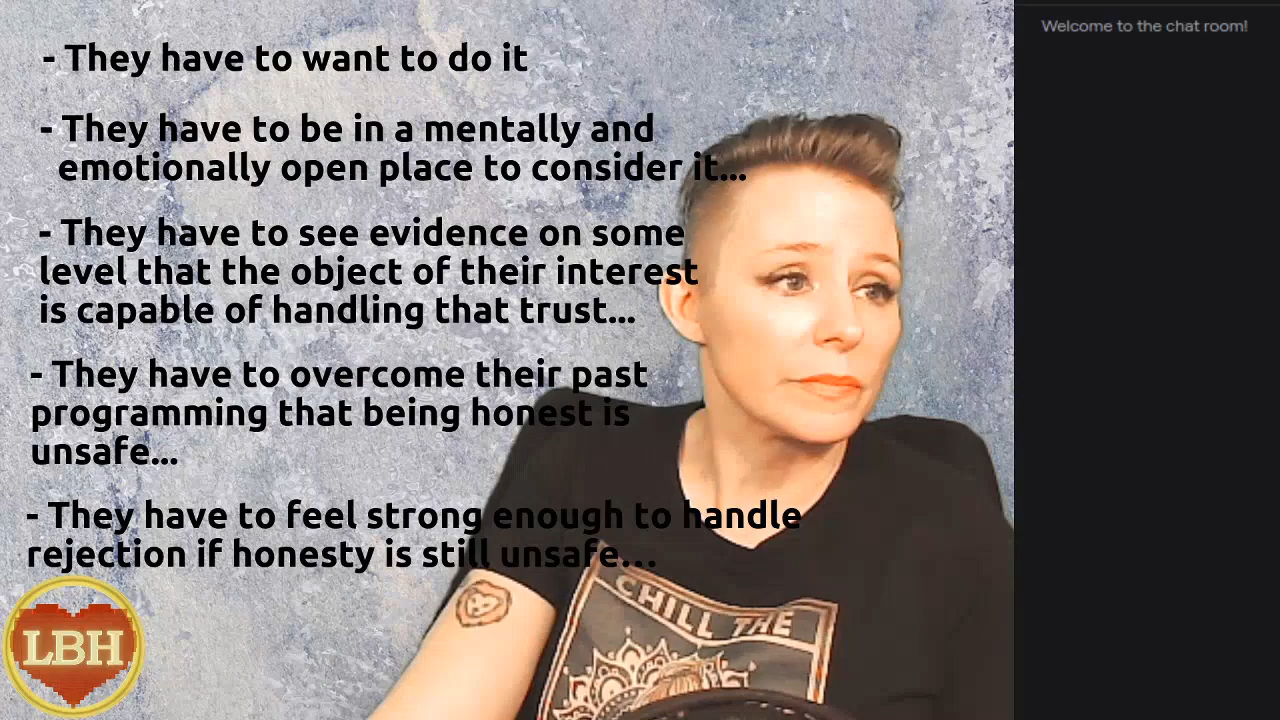 - They have to want to do it
- They have to be in a mentally and
emotionally open place to consider it...
- They have to see evidence on some
level that the object of their interest
is capable of handling that trust...
- They have to overcome their past
programming that being honest is
unsafe...
- They have to feel strong enough to handle
rejection if honesty is still unsafe...
LBH
CHILL THE
Welcome to the chat room!